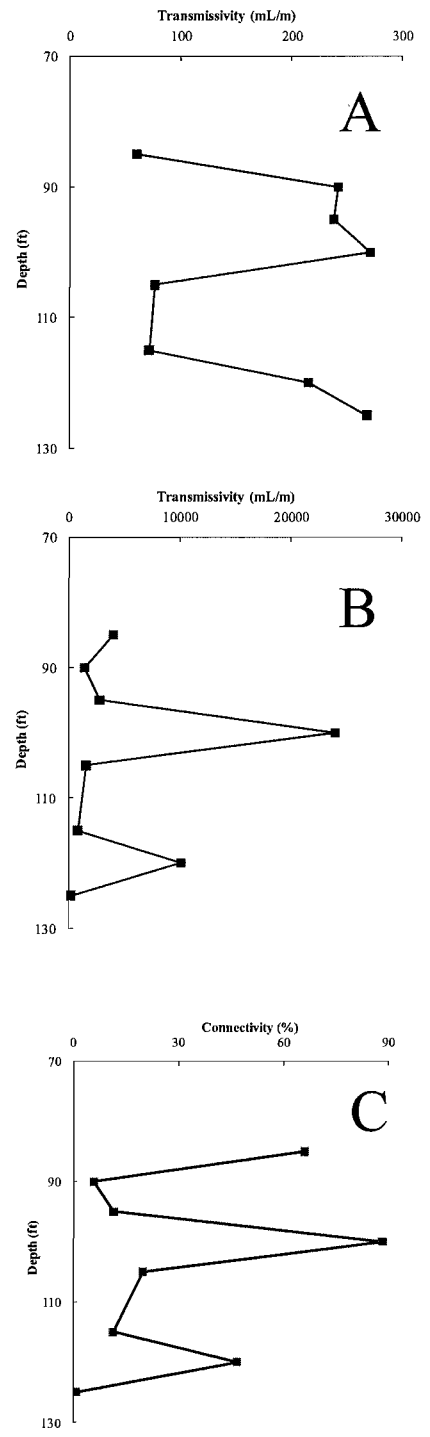 Transmissivity (mL/m)
0 100 200 300
70
A
90
Depth (ft)
110
130
Transmissivity (mL/m)
0 10000 20000 30000
70
B
90
Depth (ft)
110
130
Connectivity (%)
0 30 60 90
70
C
90
Depth (ft)
110
130